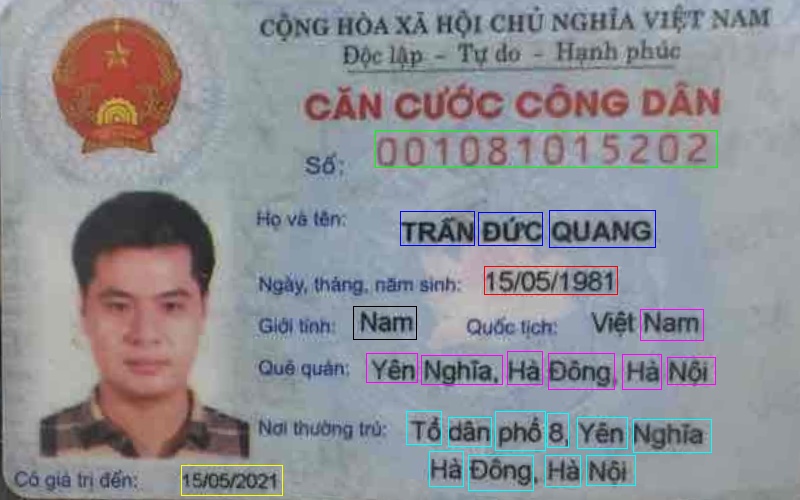 CỘNG HÒA XÃ HỘI CHỦ NGHĨA VIỆT NAM
Độc lập - Tự do - Hạnh phúc
CĂN CƯỚC CÔNG DÂN
Số: 001081015202
Họ và tên: TRẦN ĐỨC QUANG
Ngày, tháng, năm sinh: 15/05/1981
Giới tính: Nam Quốc tịch: Việt Nam
Quê quán: Yên Nghĩa, Hà Đông, Hà Nội
Nơi thường trú: Tổ dân phố 8, Yên Nghĩa
Hà Đông, Hà Nội
Có giá trị đến: 15/05/2021